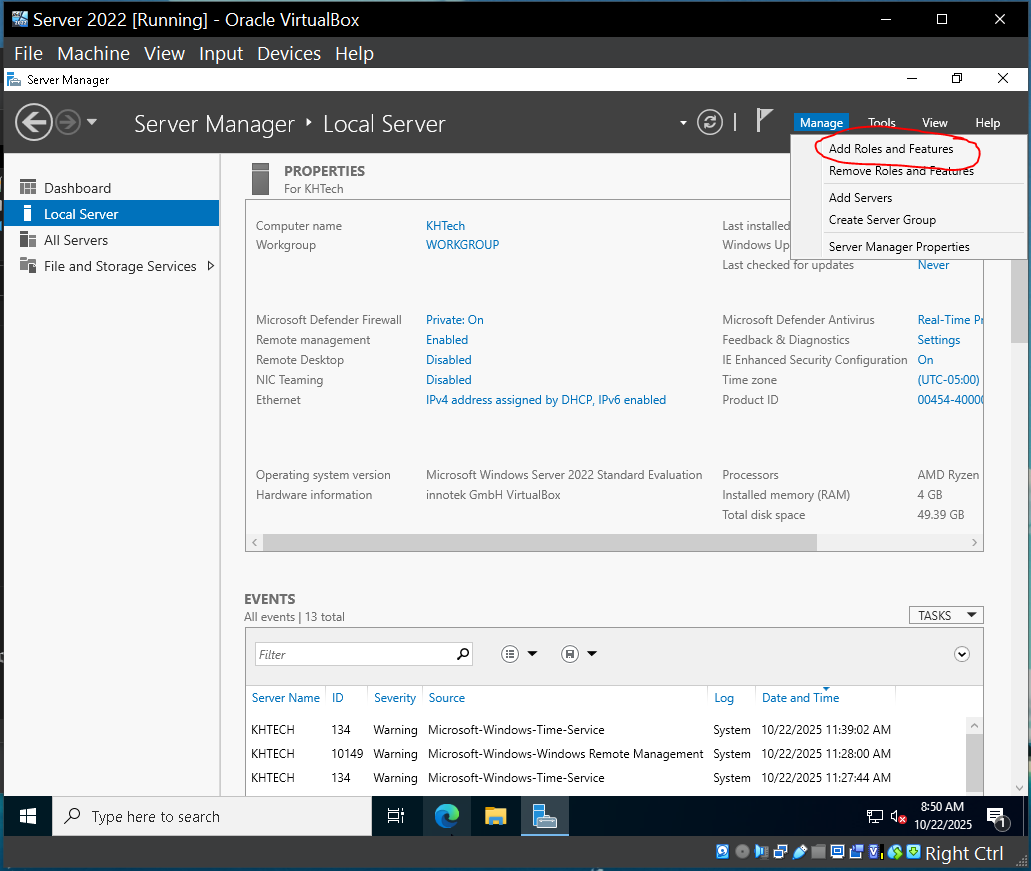 Server 2022 [Running] - Oracle VirtualBox
File Machine View Input Devices Help
Server Manager
Server Manager ‣ Local Server
Manage Tools View Help
Add Roles and Features
Remove Roles and Features
Add Servers
Create Server Group
Server Manager Properties
Dashboard
Local Server
All Servers
File and Storage Services
PROPERTIES
For KHTech
Computer name KHTech Last installed
Workgroup WORKGROUP Windows Up
Last checked for updates Never
Microsoft Defender Firewall Private: On Microsoft Defender Antivirus Real-Time Pr
Remote management Enabled Feedback & Diagnostics Settings
Remote Desktop Disabled IE Enhanced Security Configuration On
NIC Teaming Disabled Time zone (UTC-05:00)
Ethernet IPv4 address assigned by DHCP, IPv6 enabled Product ID 00454-40000
Operating system version Microsoft Windows Server 2022 Standard Evaluation Processors AMD Ryzen
Hardware information innotek GmbH VirtualBox Installed memory (RAM) 4 GB
Total disk space 49.39 GB
EVENTS
All events | 13 total
TASKS
Filter
Server Name ID Severity Source Log Date and Time
KHTECH 134 Warning Microsoft-Windows-Time-Service System 10/22/2025 11:39:02 AM
KHTECH 10149 Warning Microsoft-Windows-Windows Remote Management System 10/22/2025 11:28:00 AM
KHTECH 134 Warning Microsoft-Windows-Time-Service System 10/22/2025 11:27:44 AM
Type here to search
8:50 AM
10/22/2025
1
Right Ctrl